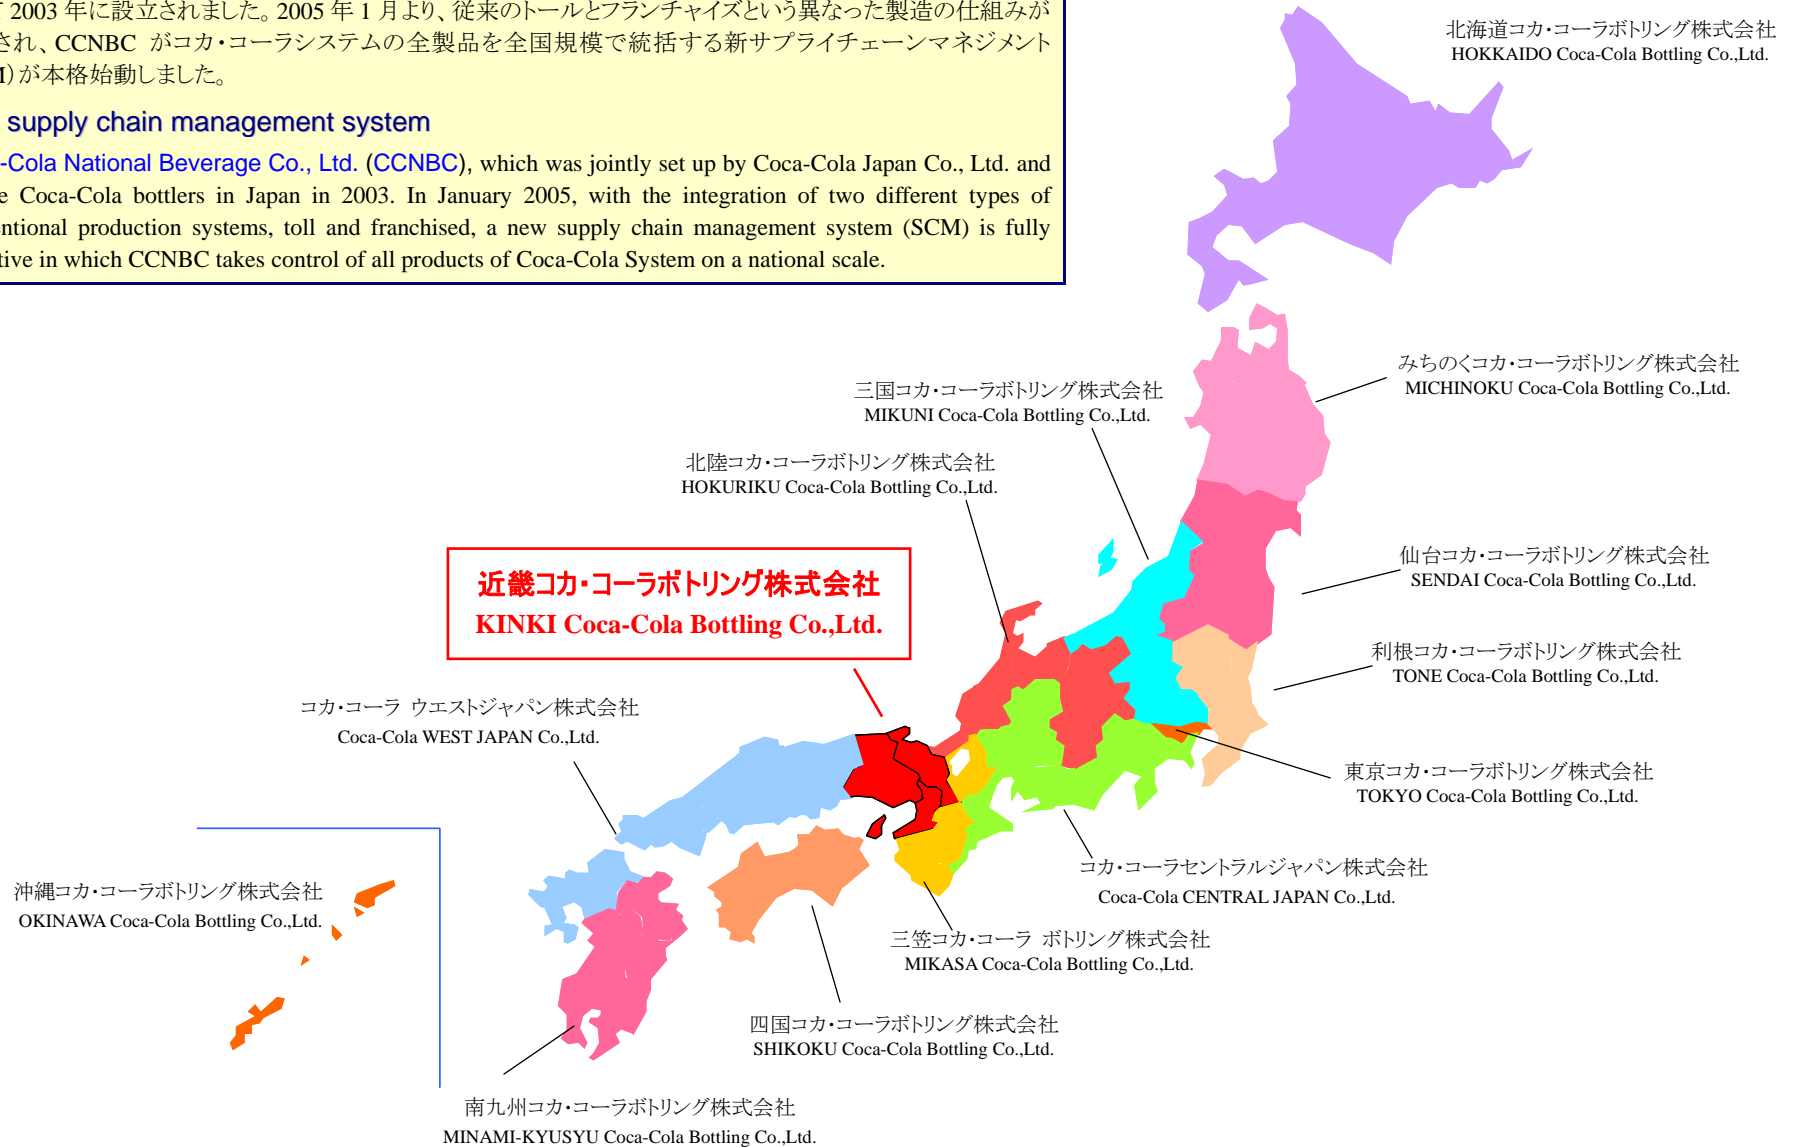 2003 年に設立されました。2005 年 1 月より、従来のトールとフランチャイズという異なった製造の仕組みが
され、CCNBC がコカ・コーラシステムの全製品を全国規模で統括する新サプライチェーンマネジメント
）が本格始動しました。
supply chain management system
-Cola National Beverage Co., Ltd. (CCNBC), which was jointly set up by Coca-Cola Japan Co., Ltd. and
Coca-Cola bottlers in Japan in 2003. In January 2005, with the integration of two different types of
production systems, toll and franchised, a new supply chain management system (SCM) is fully
in which CCNBC takes control of all products of Coca-Cola System on a national scale.
北海道コカ・コーラボトリング株式会社
HOKKAIDO Coca-Cola Bottling Co.,Ltd.
みちのくコカ・コーラボトリング株式会社
MICHINOKU Coca-Cola Bottling Co.,Ltd.
三国コカ・コーラボトリング株式会社
MIKUNI Coca-Cola Bottling Co.,Ltd.
北陸コカ・コーラボトリング株式会社
HOKURIKU Coca-Cola Bottling Co.,Ltd.
仙台コカ・コーラボトリング株式会社
SENDAI Coca-Cola Bottling Co.,Ltd.
近畿コカ・コーラボトリング株式会社
KINKI Coca-Cola Bottling Co.,Ltd.
利根コカ・コーラボトリング株式会社
TONE Coca-Cola Bottling Co.,Ltd.
コカ・コーラ ウエストジャパン株式会社
Coca-Cola WEST JAPAN Co.,Ltd.
東京コカ・コーラボトリング株式会社
TOKYO Coca-Cola Bottling Co.,Ltd.
コカ・コーラセントラルジャパン株式会社
Coca-Cola CENTRAL JAPAN Co.,Ltd.
沖縄コカ・コーラボトリング株式会社
OKINAWA Coca-Cola Bottling Co.,Ltd.
三笠コカ・コーラ ボトリング株式会社
MIKASA Coca-Cola Bottling Co.,Ltd.
四国コカ・コーラボトリング株式会社
SHIKOKU Coca-Cola Bottling Co.,Ltd.
南九州コカ・コーラボトリング株式会社
MINAMI-KYUSYU Coca-Cola Bottling Co.,Ltd.